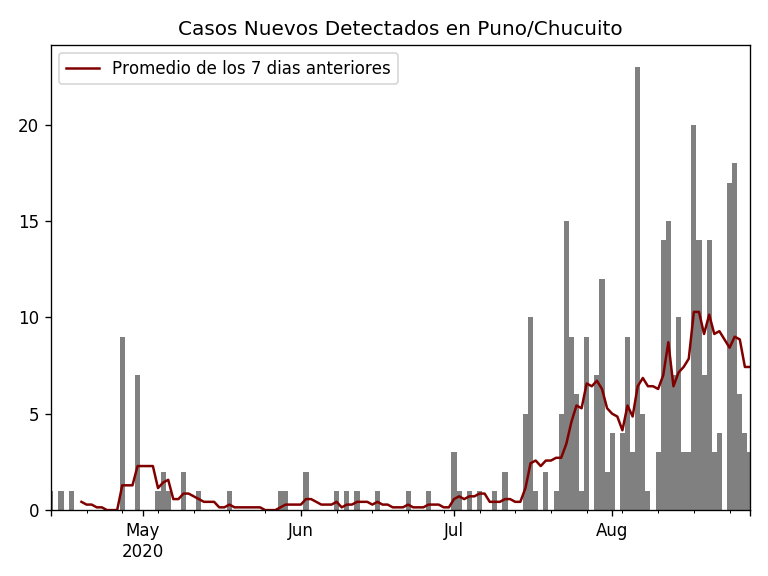 Casos Nuevos Detectados en Puno/Chucuito
Promedio de los 7 dias anteriores
20
15
10
5
0
May
2020
Jun
Jul
Aug